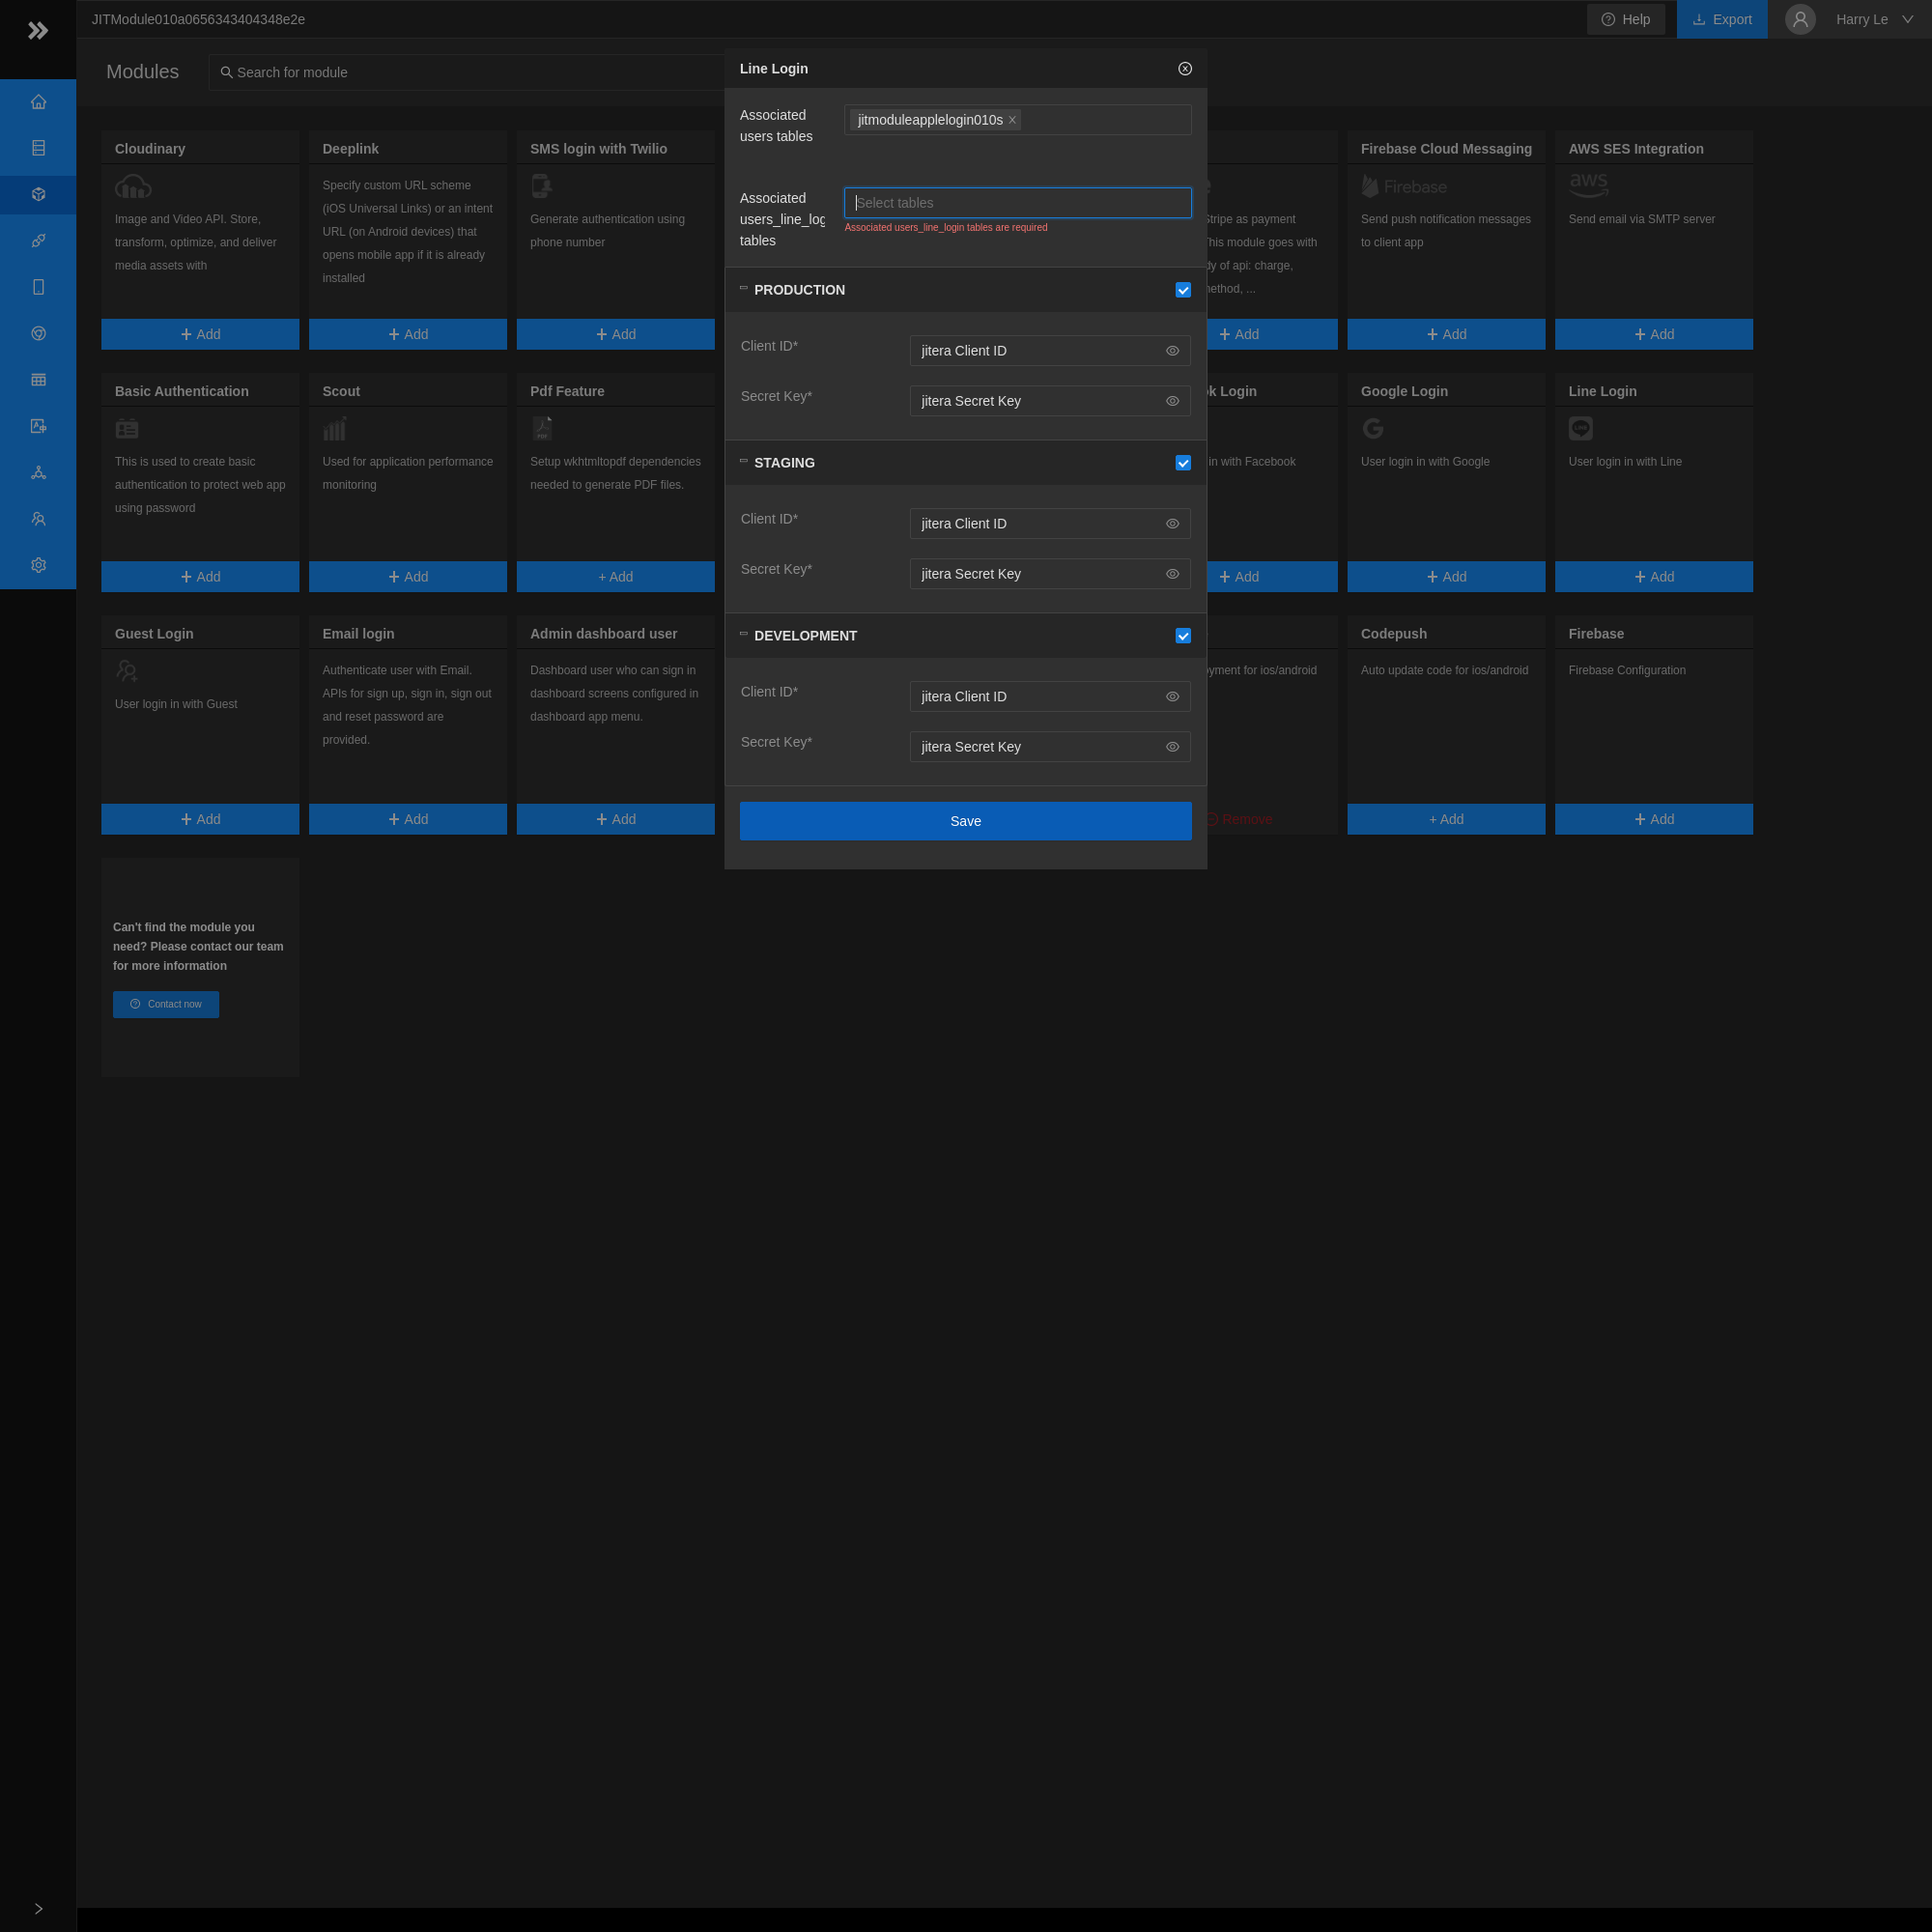 JITModule010a0656343404348e2e
Help
Export
Harry Le
Modules
Search for module
Line Login
Associated
users tables
jitmoduleapplelogin010s
Associated
users_line_log
tables
Select tables
Associated users_line_login tables are required
PRODUCTION
Client ID*
jitera Client ID
Secret Key*
jitera Secret Key
STAGING
Client ID*
jitera Client ID
Secret Key*
jitera Secret Key
DEVELOPMENT
Client ID*
jitera Client ID
Secret Key*
jitera Secret Key
Save
Cloudinary
Image and Video API. Store,
transform, optimize, and deliver
media assets with
+ Add
Deeplink
Specify custom URL scheme
(iOS Universal Links) or an intent
URL (on Android devices) that
opens mobile app if it is already
installed
+ Add
SMS login with Twilio
Generate authentication using
phone number
+ Add
Stripe as payment
This module goes with
dy of api: charge,
method, ...
+ Add
Firebase Cloud Messaging
Firebase
Send push notification messages
to client app
+ Add
AWS SES Integration
aws
Send email via SMTP server
+ Add
Basic Authentication
This is used to create basic
authentication to protect web app
using password
+ Add
Scout
Used for application performance
monitoring
+ Add
Pdf Feature
PDF
Setup wkhtmltopdf dependencies
needed to generate PDF files.
+ Add
ok Login
in with Facebook
+ Add
Google Login
User login in with Google
+ Add
Line Login
LINE
User login in with Line
+ Add
Guest Login
User login in with Guest
+ Add
Email login
Authenticate user with Email.
APIs for sign up, sign in, sign out
and reset password are
provided.
+ Add
Admin dashboard user
Dashboard user who can sign in
dashboard screens configured in
dashboard app menu.
+ Add
oyment for ios/android
Remove
Codepush
Auto update code for ios/android
+ Add
Firebase
Firebase Configuration
+ Add
Can't find the module you
need? Please contact our team
for more information
Contact now